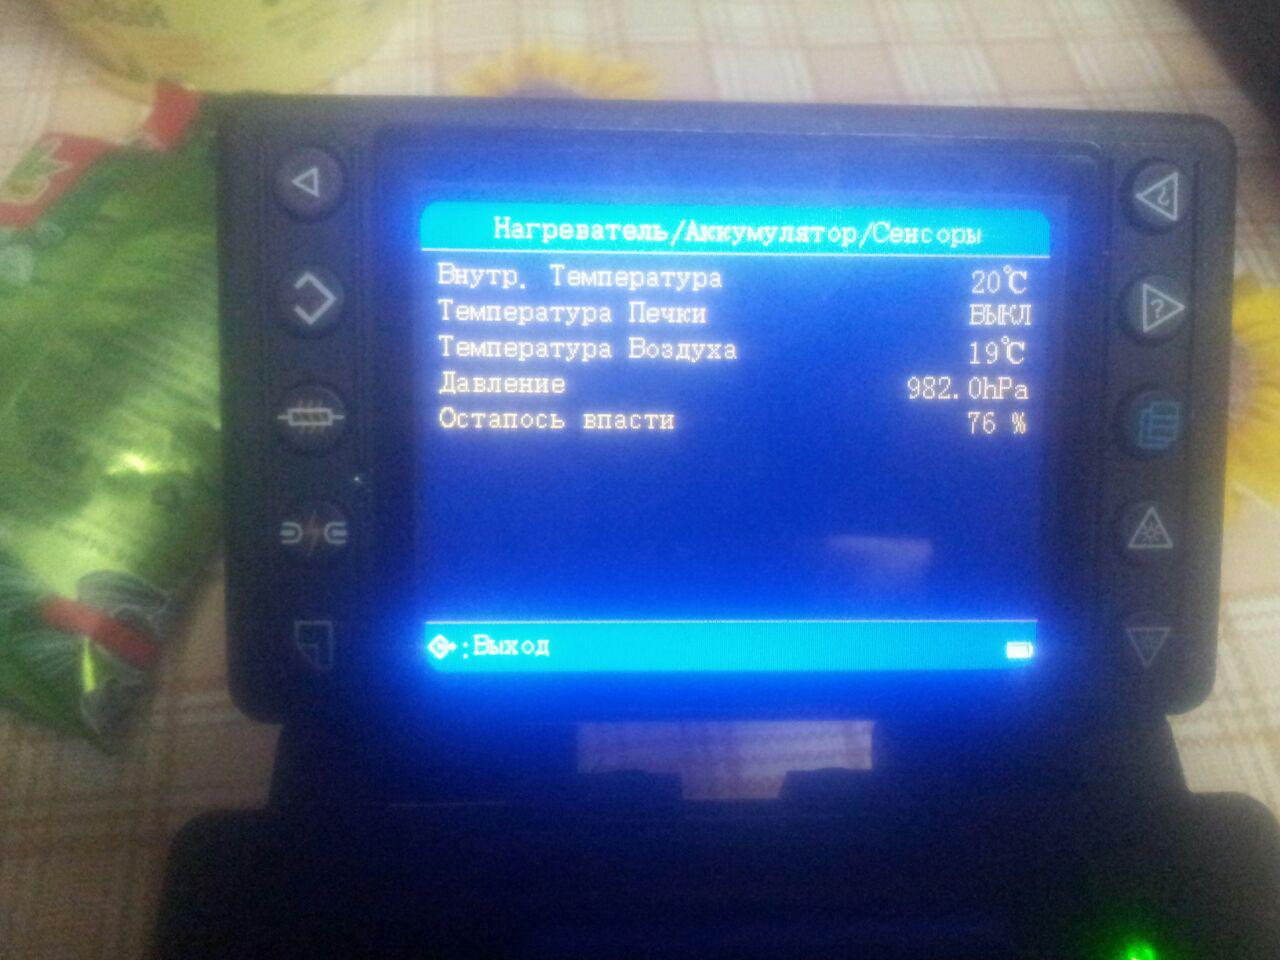 Нагреватель/Аккумулятор/Сенсоры
Внутр. Температура 20℃
Температура Печки ВЫКЛ
Температура Воздуха 19℃
Давление 982.0hPa
Остапось впасти 76 %
:Выход